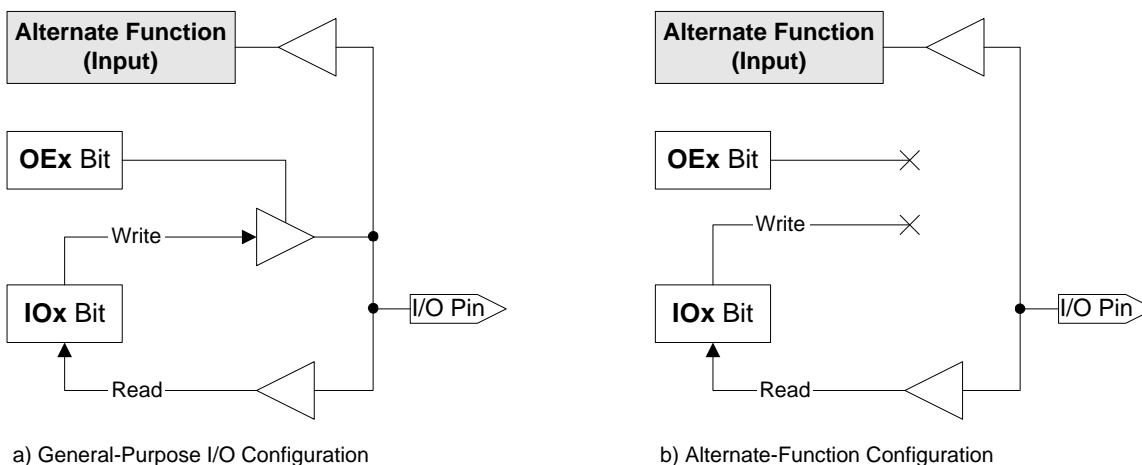 Alternate Function
(Input)
OEx Bit
Write
IOx Bit
I/O Pin
Read
a) General-Purpose I/O Configuration
Alternate Function
(Input)
OEx Bit
Write
IOx Bit
I/O Pin
Read
b) Alternate-Function Configuration